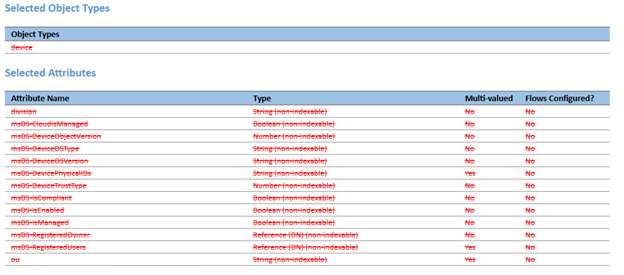 Selected Object Types
Object Types
device
Selected Attributes
Attribute Name Type Multi-valued Flows Configured?
division String (non-indexable) No No
msDS-CloudIsManaged Boolean (non-indexable) No No
msDS-DeviceObjectVersion Number (non-indexable) No No
msDS-DeviceOSType String (non-indexable) No No
msDS-DeviceOSVersion String (non-indexable) No No
msDS-DevicePhysicalIDs String (non-indexable) Yes No
msDS-DeviceTrustType Number (non-indexable) No No
msDS-IsCompliant Boolean (non-indexable) No No
msDS-IsEnabled Boolean (non-indexable) No No
msDS-IsManaged Boolean (non-indexable) No No
msDS-RegisteredOwner Reference (DN) (non-indexable) No No
msDS-RegisteredUsers Reference (DN) (non-indexable) Yes No
ou String (non-indexable) Yes No